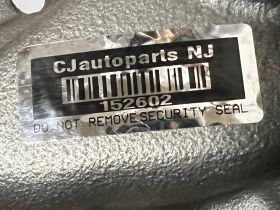 CJautoparts NJ
152602
DO NOT REMOVE SECURITY SEAL